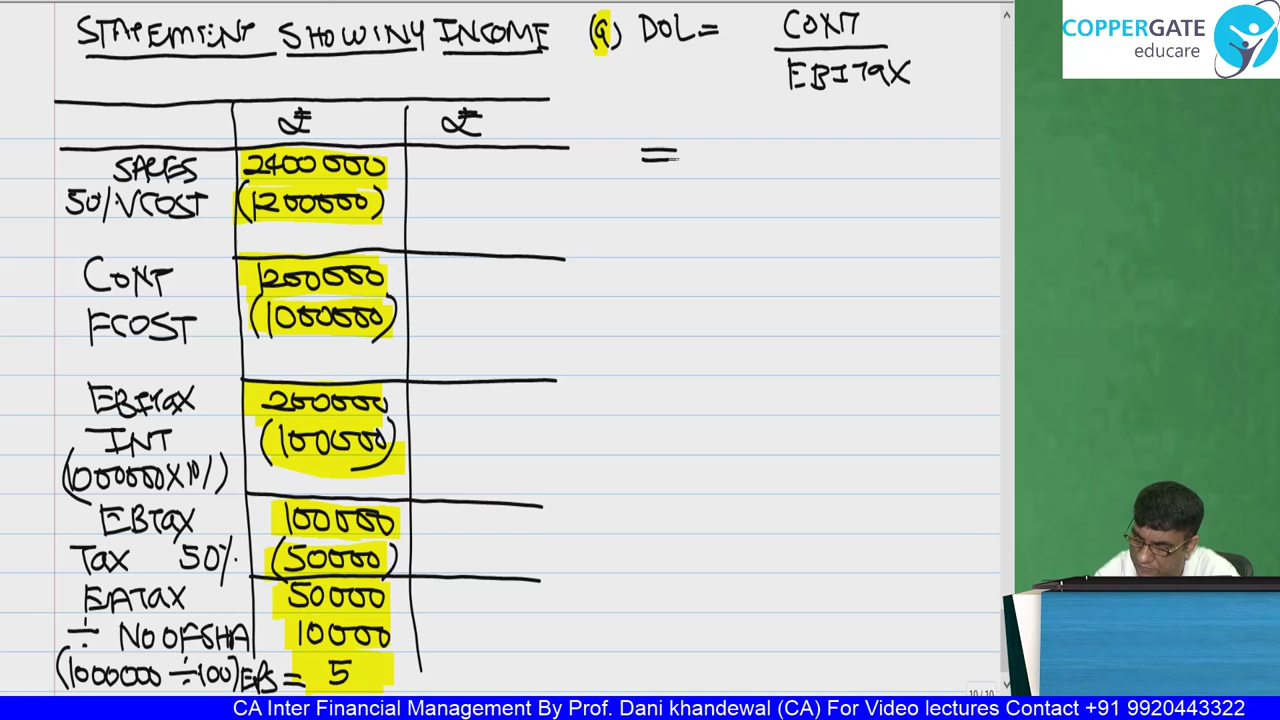 STATEMENT SHOWING INCOME
(a) DOL = CONT
EBITax
=
₹ ₹
SALES 2400000
50% VCOST (1200000)
CONT 1200000
FCOST (1000000)
EBITax 200000
INT (100000)
(1000000X10%)
EBTax 100000
Tax 50% (50000)
EATax 50000
÷ NO OF SHA 10000
(1000000 ÷ 100) EPS = 5
10 / 10
COPPERGATE
educare
CA Inter Financial Management By Prof. Dani khandewal (CA) For Video lectures Contact +91 9920443322